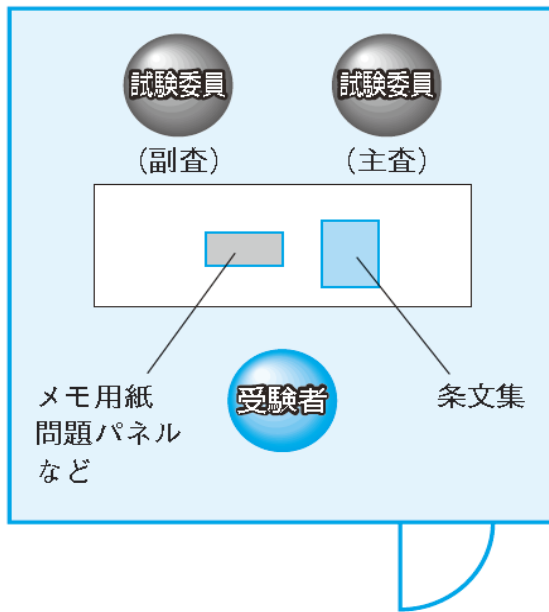 試験委員
試験委員
(副査)
(主査)
メモ用紙
問題パネル
など
受験者
条文集